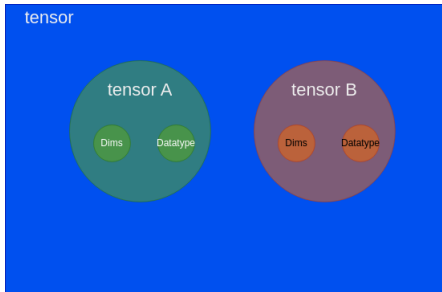 tensor
tensor A
tensor B
Dims
Datatype
Dims
Datatype